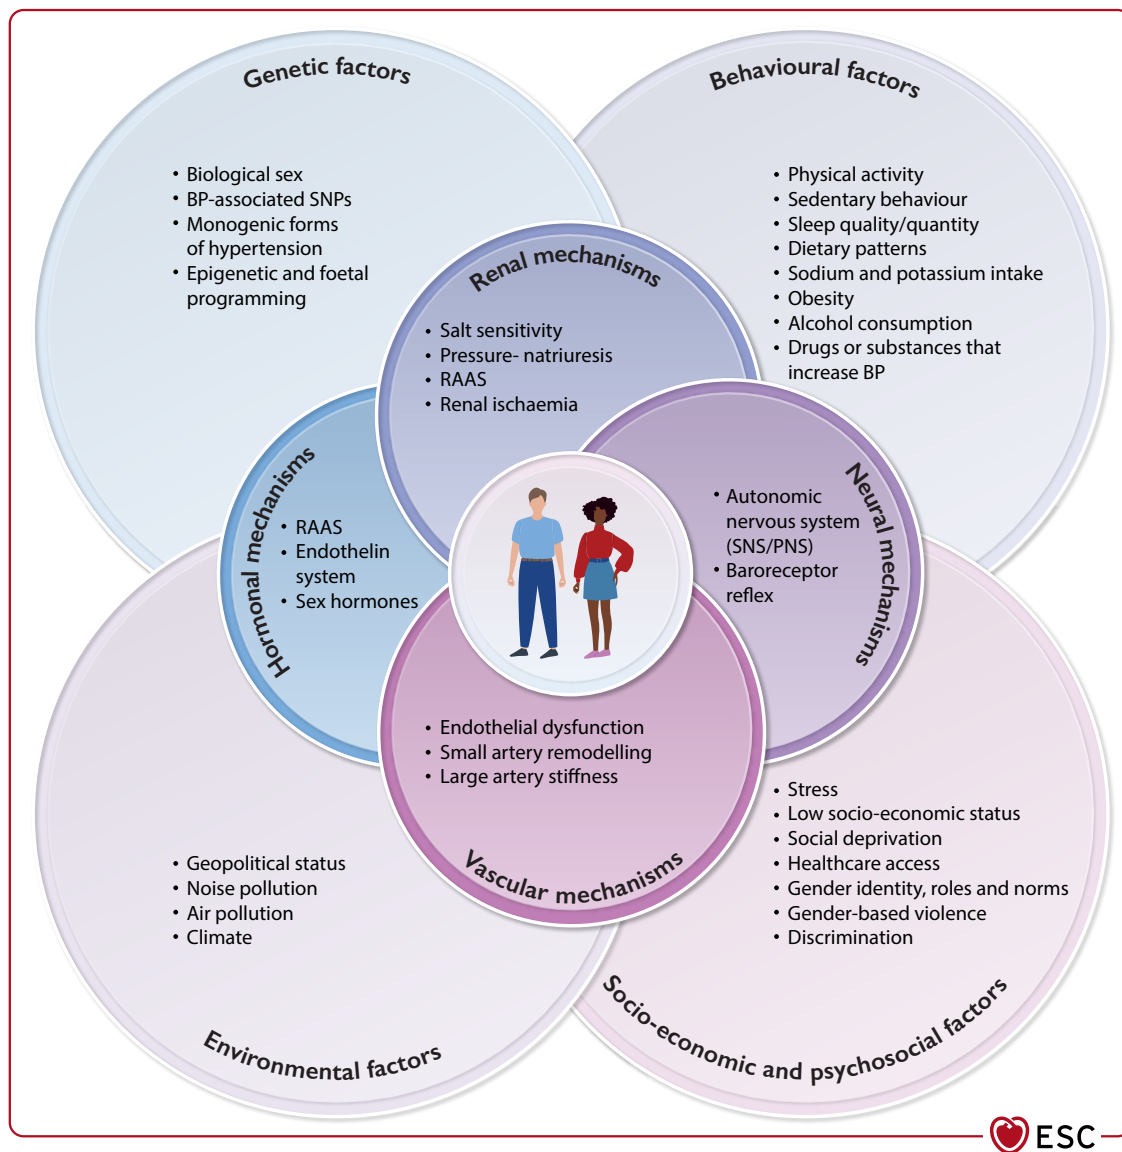 Genetic factors
• Biological sex
• BP-associated SNPs
• Monogenic forms
of hypertension
• Epigenetic and foetal
programming
Behavioural factors
• Physical activity
• Sedentary behaviour
• Sleep quality/quantity
• Dietary patterns
• Sodium and potassium intake
• Obesity
• Alcohol consumption
• Drugs or substances that
increase BP
Renal mechanisms
• Salt sensitivity
• Pressure- natriuresis
• RAAS
• Renal ischaemia
Hormonal mechanisms
• RAAS
• Endothelin
system
• Sex hormones
Neural mechanisms
• Autonomic
nervous system
(SNS/PNS)
• Baroreceptor
reflex
• Endothelial dysfunction
• Small artery remodelling
• Large artery stiffness
Vascular mechanisms
• Geopolitical status
• Noise pollution
• Air pollution
• Climate
Environmental factors
• Stress
• Low socio-economic status
• Social deprivation
• Healthcare access
• Gender identity, roles and norms
• Gender-based violence
• Discrimination
Socio-economic and psychosocial factors
ESC